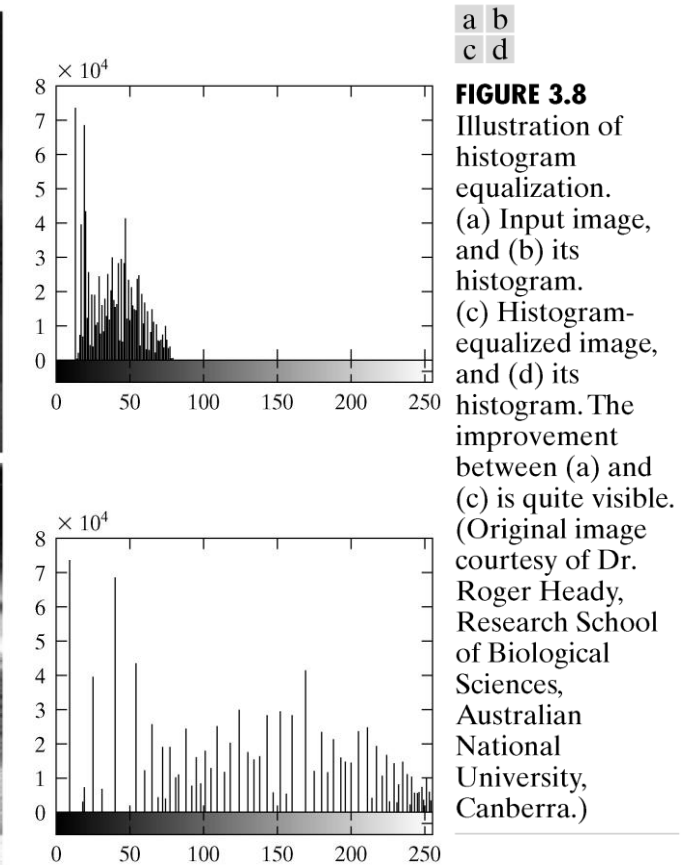 a b
c d
× 10⁴
8
7
6
5
4
3
2
1
0
0 50 100 150 200 250
× 10⁴
8
7
6
5
4
3
2
1
0
0 50 100 150 200 250
FIGURE 3.8
Illustration of
histogram
equalization.
(a) Input image,
and (b) its
histogram.
(c) Histogram-
equalized image,
and (d) its
histogram. The
improvement
between (a) and
(c) is quite visible.
(Original image
courtesy of Dr.
Roger Heady,
Research School
of Biological
Sciences,
Australian
National
University,
Canberra.)